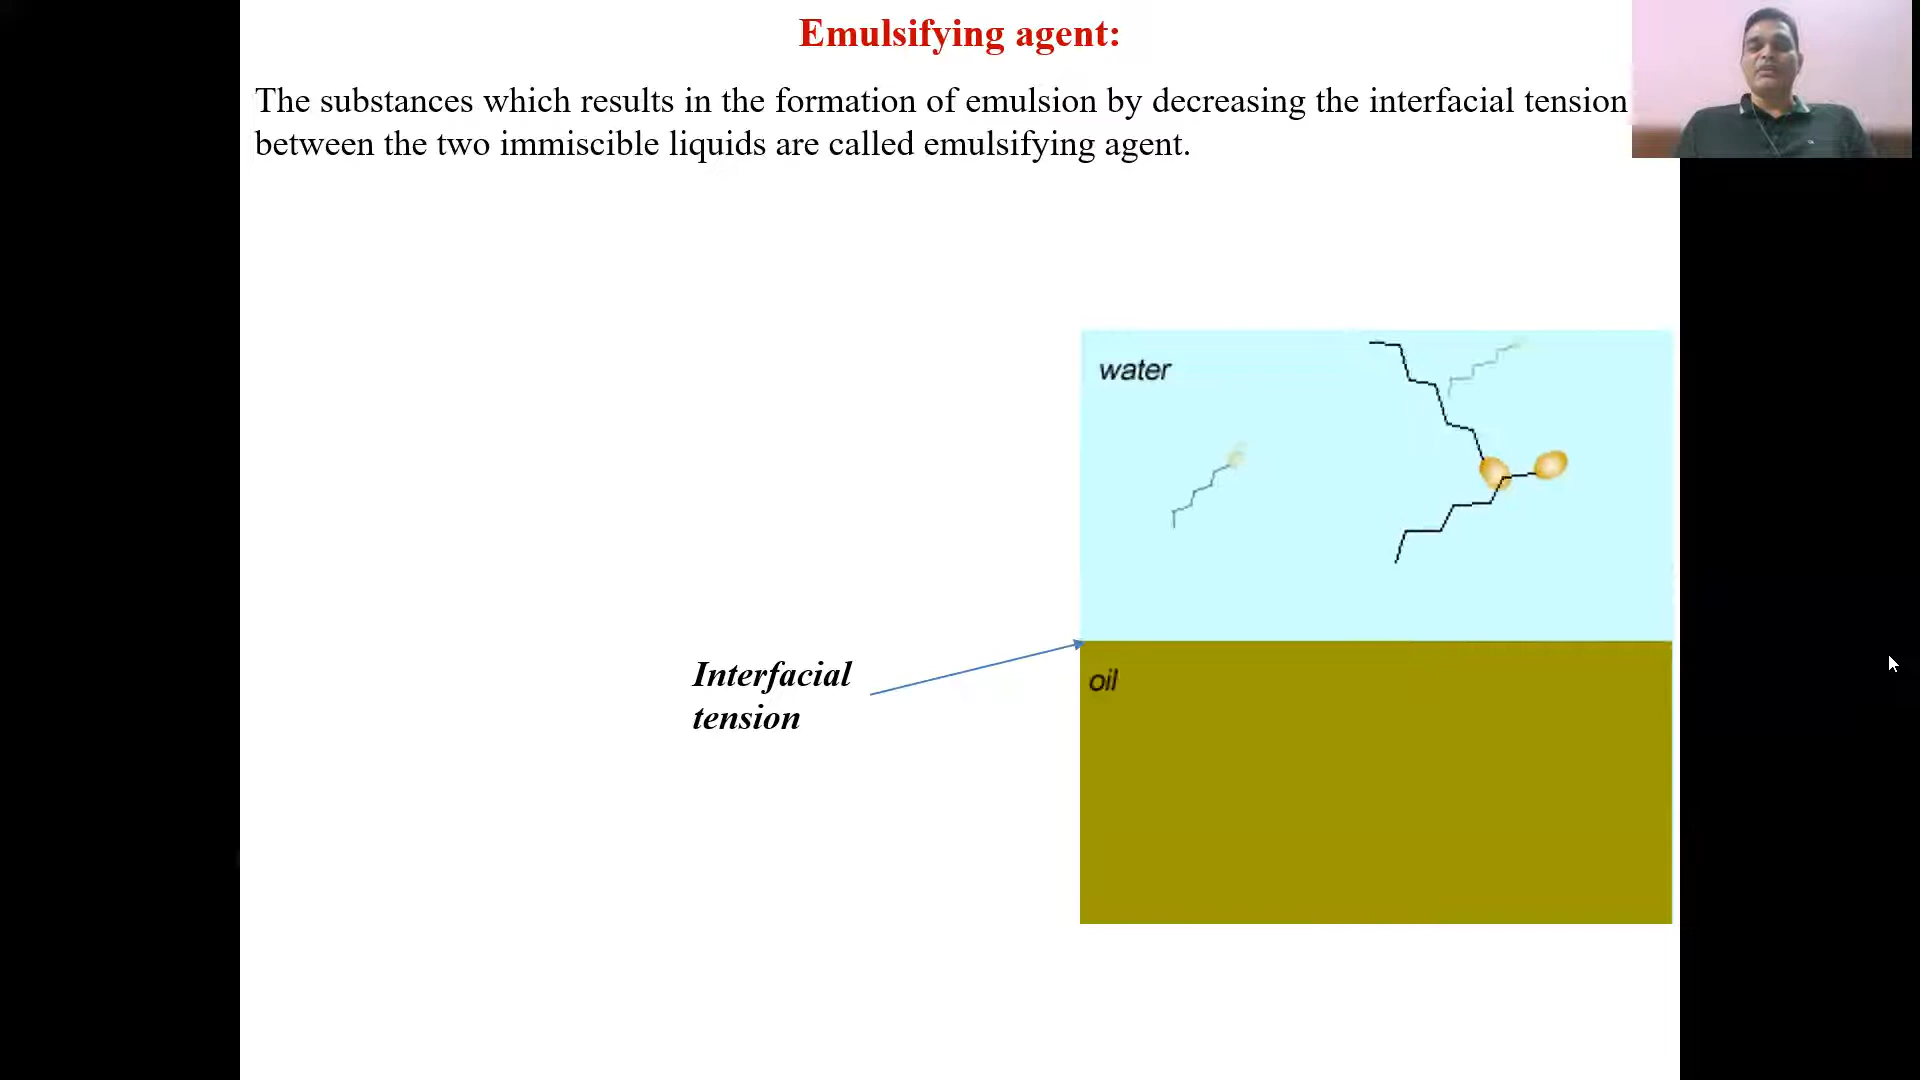 Emulsifying agent:
The substances which results in the formation of emulsion by decreasing the interfacial tension
between the two immiscible liquids are called emulsifying agent.
water
Interfacial
tension
oil